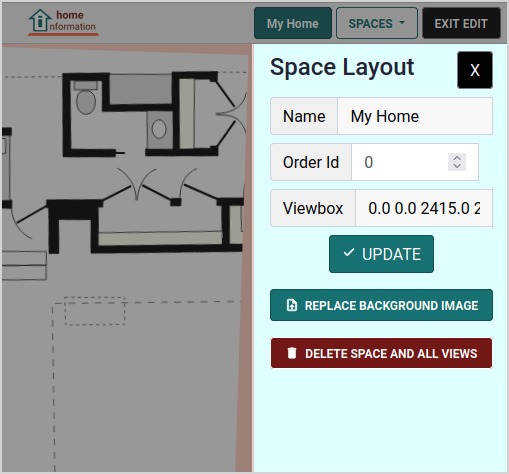 home
nformation
My Home
SPACES
EXIT EDIT
Space Layout
X
Name My Home
Order Id 0
Viewbox 0.0 0.0 2415.0 2
UPDATE
REPLACE BACKGROUND IMAGE
DELETE SPACE AND ALL VIEWS